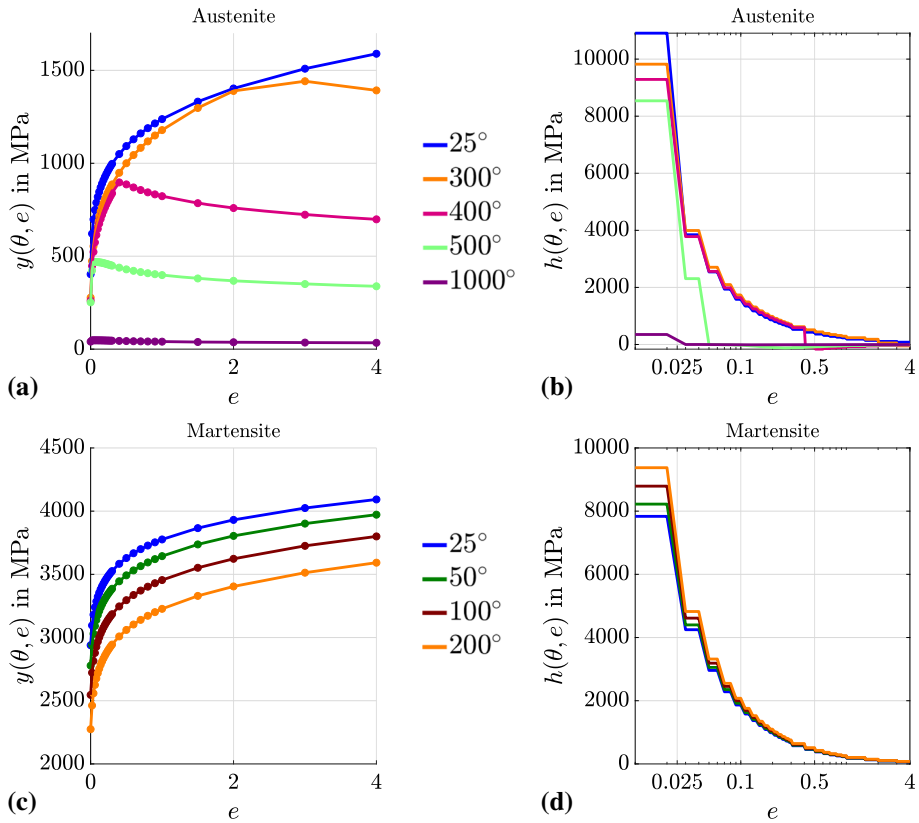 Austenite
y(θ, e) in MPa
1500
1000
500
0
0 2 4
e
(a)
25°
300°
400°
500°
1000°
Austenite
h(θ, e) in MPa
10000
8000
6000
4000
2000
0
0.025 0.1 0.5 4
e
(b)
Martensite
y(θ, e) in MPa
4500
4000
3500
3000
2500
2000
0 2 4
e
(c)
25°
50°
100°
200°
Martensite
h(θ, e) in MPa
10000
8000
6000
4000
2000
0
0.025 0.1 0.5 4
e
(d)